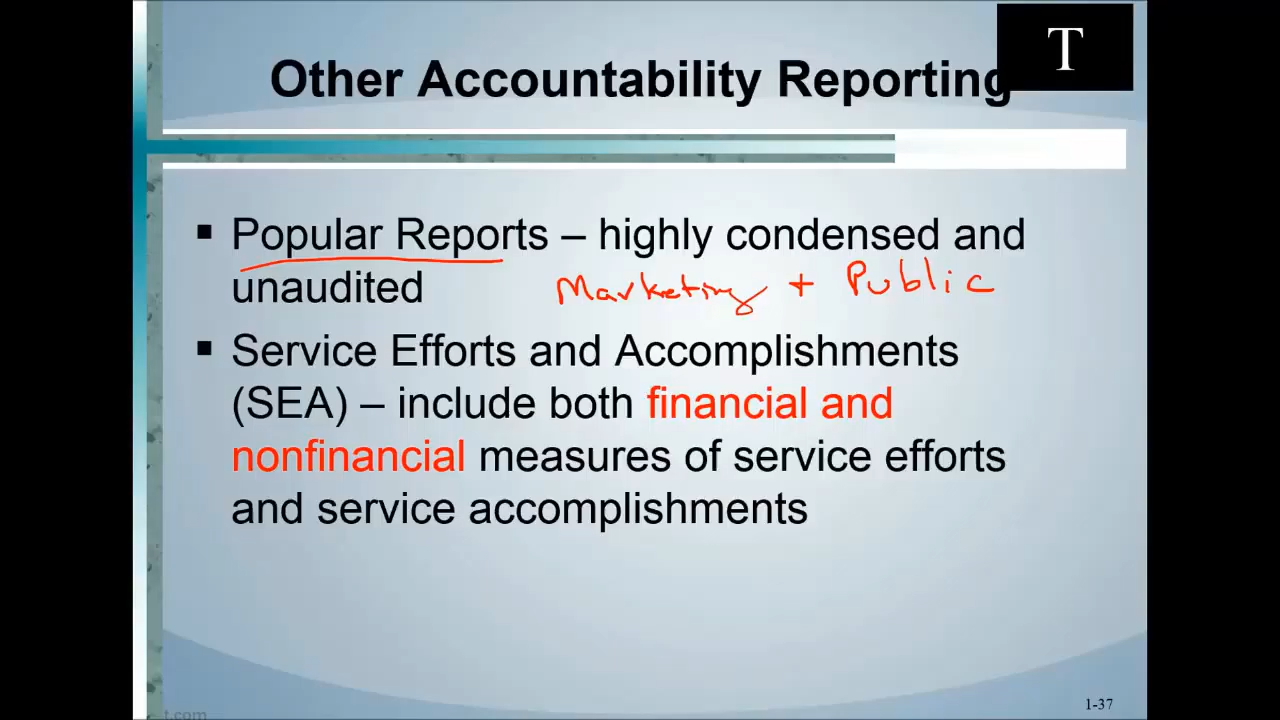 T
Other Accountability Reporting
Popular Reports – highly condensed and
unaudited Marketing + Public
Service Efforts and Accomplishments
(SEA) – include both financial and
nonfinancial measures of service efforts
and service accomplishments
1-37
t.com